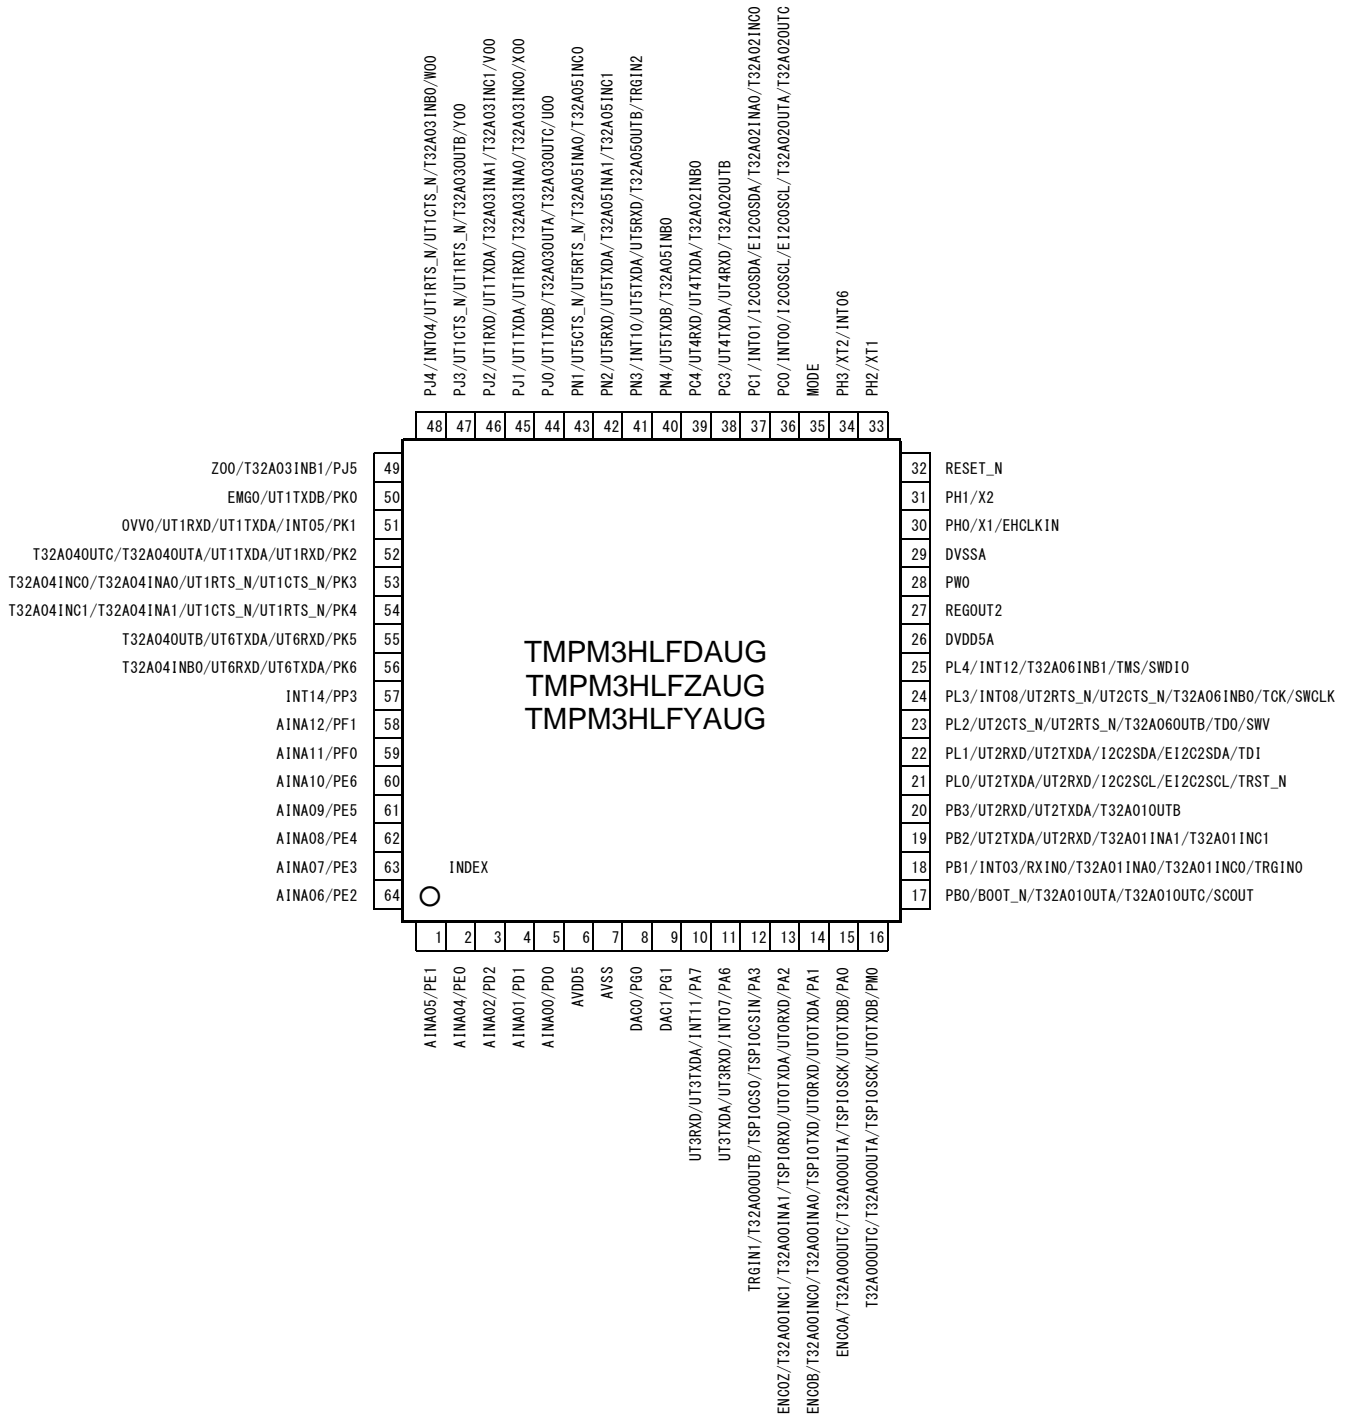 PJ4/INT04/UT1RTS_N/UT1CTS_N/T32A03INB0/WO0
PJ3/UT1CTS_N/UT1RTS_N/T32A03OUTB/YO0
PJ2/UT1RXD/UT1TXDA/T32A03INA1/T32A03INC1/VO0
PJ1/UT1TXDA/UT1RXD/T32A03INA0/T32A03INC0/XO0
PJ0/UT1TXDB/T32A03OUTA/T32A03OUTC/UO0
PN1/UT5CTS_N/UT5RTS_N/T32A05INA0/T32A05INC0
PN2/UT5RXD/UT5TXDA/T32A05INA1/T32A05INC1
PN3/INT10/UT5TXDA/UT5RXD/T32A05OUTB/TRGIN2
PN4/UT5TXDB/T32A05INB0
PC4/UT4RXD/UT4TXDA/T32A02INB0
PC3/UT4TXDA/UT4RXD/T32A02OUTB
PC1/INT01/I2C0SDA/EI2C0SDA/T32A02INA0/T32A02INC0
PC0/INT00/I2C0SCL/EI2C0SCL/T32A02OUTA/T32A02OUTC
MODE
PH3/XT2/INT06
PH2/XT1
48 47 46 45 44 43 42 41 40 39 38 37 36 35 34 33
ZO0/T32A03INB1/PJ5 49
EMG0/UT1TXDB/PK0 50
OVV0/UT1RXD/UT1TXDA/INT05/PK1 51
T32A04OUTC/T32A04OUTA/UT1TXDA/UT1RXD/PK2 52
T32A04INC0/T32A04INA0/UT1RTS_N/UT1CTS_N/PK3 53
T32A04INC1/T32A04INA1/UT1CTS_N/UT1RTS_N/PK4 54
T32A04OUTB/UT6TXDA/UT6RXD/PK5 55
T32A04INB0/UT6RXD/UT6TXDA/PK6 56
INT14/PP3 57
AINA12/PF1 58
AINA11/PF0 59
AINA10/PE6 60
AINA09/PE5 61
AINA08/PE4 62
AINA07/PE3 63
AINA06/PE2 64
TMPM3HLFDAUG
TMPM3HLFZAUG
TMPM3HLFYAUG
INDEX
32 RESET_N
31 PH1/X2
30 PH0/X1/EHCLKIN
29 DVSSA
28 PW0
27 REGOUT2
26 DVDD5A
25 PL4/INT12/T32A06INB1/TMS/SWDIO
24 PL3/INT08/UT2RTS_N/UT2CTS_N/T32A06INB0/TCK/SWCLK
23 PL2/UT2CTS_N/UT2RTS_N/T32A06OUTB/TDO/SWV
22 PL1/UT2RXD/UT2TXDA/I2C2SDA/EI2C2SDA/TDI
21 PL0/UT2TXDA/UT2RXD/I2C2SCL/EI2C2SCL/TRST_N
20 PB3/UT2RXD/UT2TXDA/T32A01OUTB
19 PB2/UT2TXDA/UT2RXD/T32A01INA1/T32A01INC1
18 PB1/INT03/RXIN0/T32A01INA0/T32A01INC0/TRGIN0
17 PB0/BOOT_N/T32A01OUTA/T32A01OUTC/SCOUT
1 2 3 4 5 6 7 8 9 10 11 12 13 14 15 16
AINA05/PE1
AINA04/PE0
AINA02/PD2
AINA01/PD1
AINA00/PD0
AVDD5
AVSS
DAC0/PG0
DAC1/PG1
UT3RXD/UT3TXDA/INT11/PA7
UT3TXDA/UT3RXD/INT07/PA6
TRGIN1/T32A00OUTB/TSPI0CS0/TSPI0CSIN/PA3
ENC0Z/T32A00INC1/T32A00INA1/TSPI0RXD/UT0TXDA/UT0RXD/PA2
ENC0B/T32A00INC0/T32A00INA0/TSPI0TXD/UT0RXD/UT0TXDA/PA1
ENC0A/T32A00OUTC/T32A00OUTA/TSPI0SCK/UT0TXDB/PA0
T32A00OUTC/T32A00OUTA/TSPI0SCK/UT0TXDB/PM0